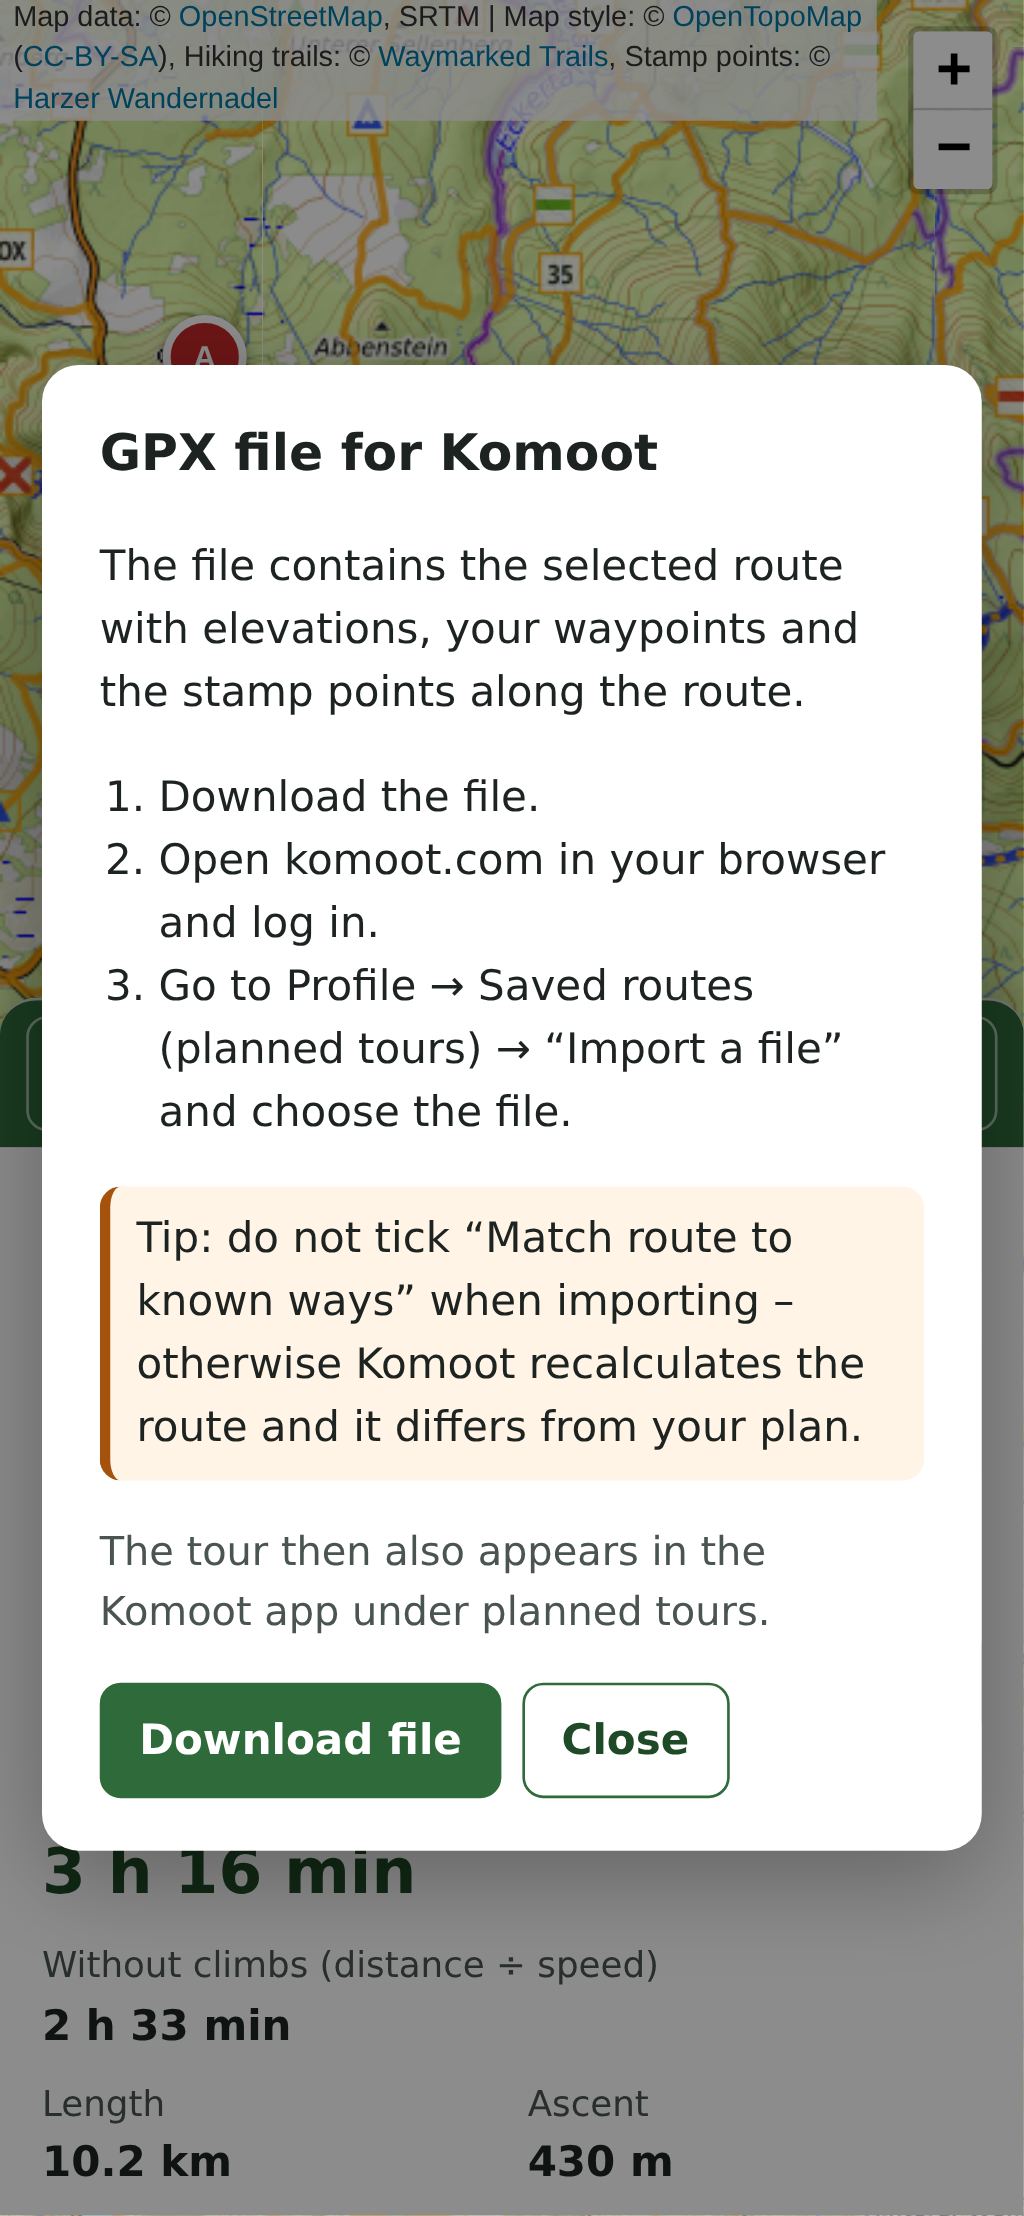 Map data: © OpenStreetMap, SRTM | Map style: © OpenTopoMap
(CC-BY-SA), Hiking trails: © Waymarked Trails, Stamp points: ©
Harzer Wandernadel
+
−
35
Abbenstein
A
GPX file for Komoot
The file contains the selected route
with elevations, your waypoints and
the stamp points along the route.
1. Download the file.
2. Open komoot.com in your browser
and log in.
3. Go to Profile → Saved routes
(planned tours) → “Import a file”
and choose the file.
Tip: do not tick “Match route to
known ways” when importing –
otherwise Komoot recalculates the
route and it differs from your plan.
The tour then also appears in the
Komoot app under planned tours.
Download file
Close
3 h 16 min
Without climbs (distance ÷ speed)
2 h 33 min
Length
Ascent
10.2 km
430 m